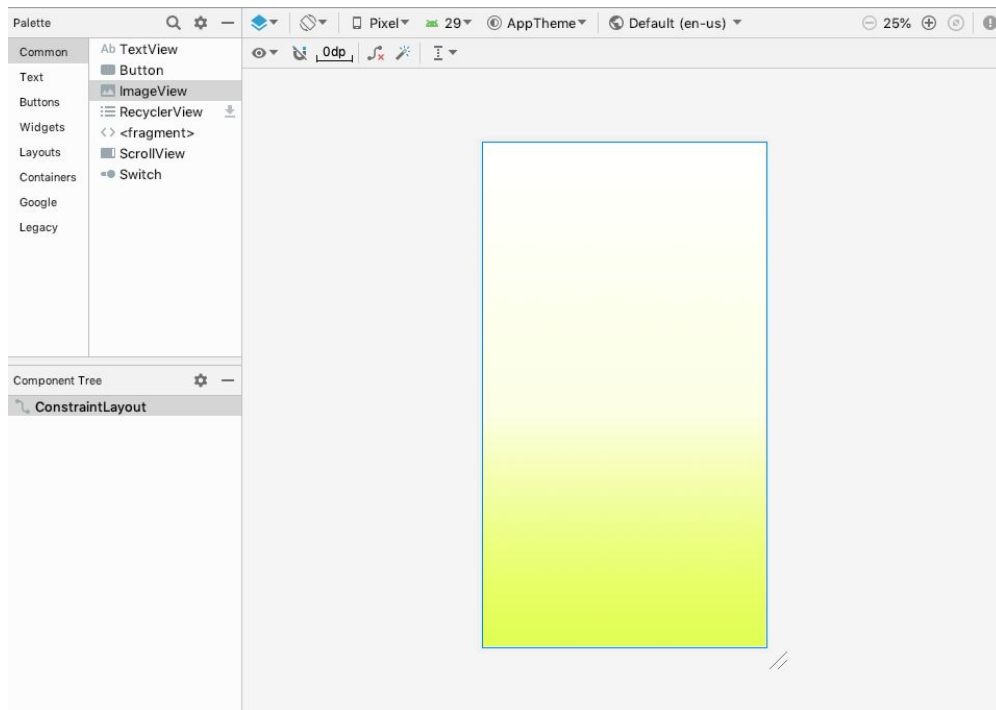 Palette
Pixel
29
AppTheme
Default (en-us)
25%
Common
Text
Buttons
Widgets
Layouts
Containers
Google
Legacy
Ab TextView
Button
ImageView
RecyclerView
<fragment>
ScrollView
Switch
0dp
Component Tree
ConstraintLayout